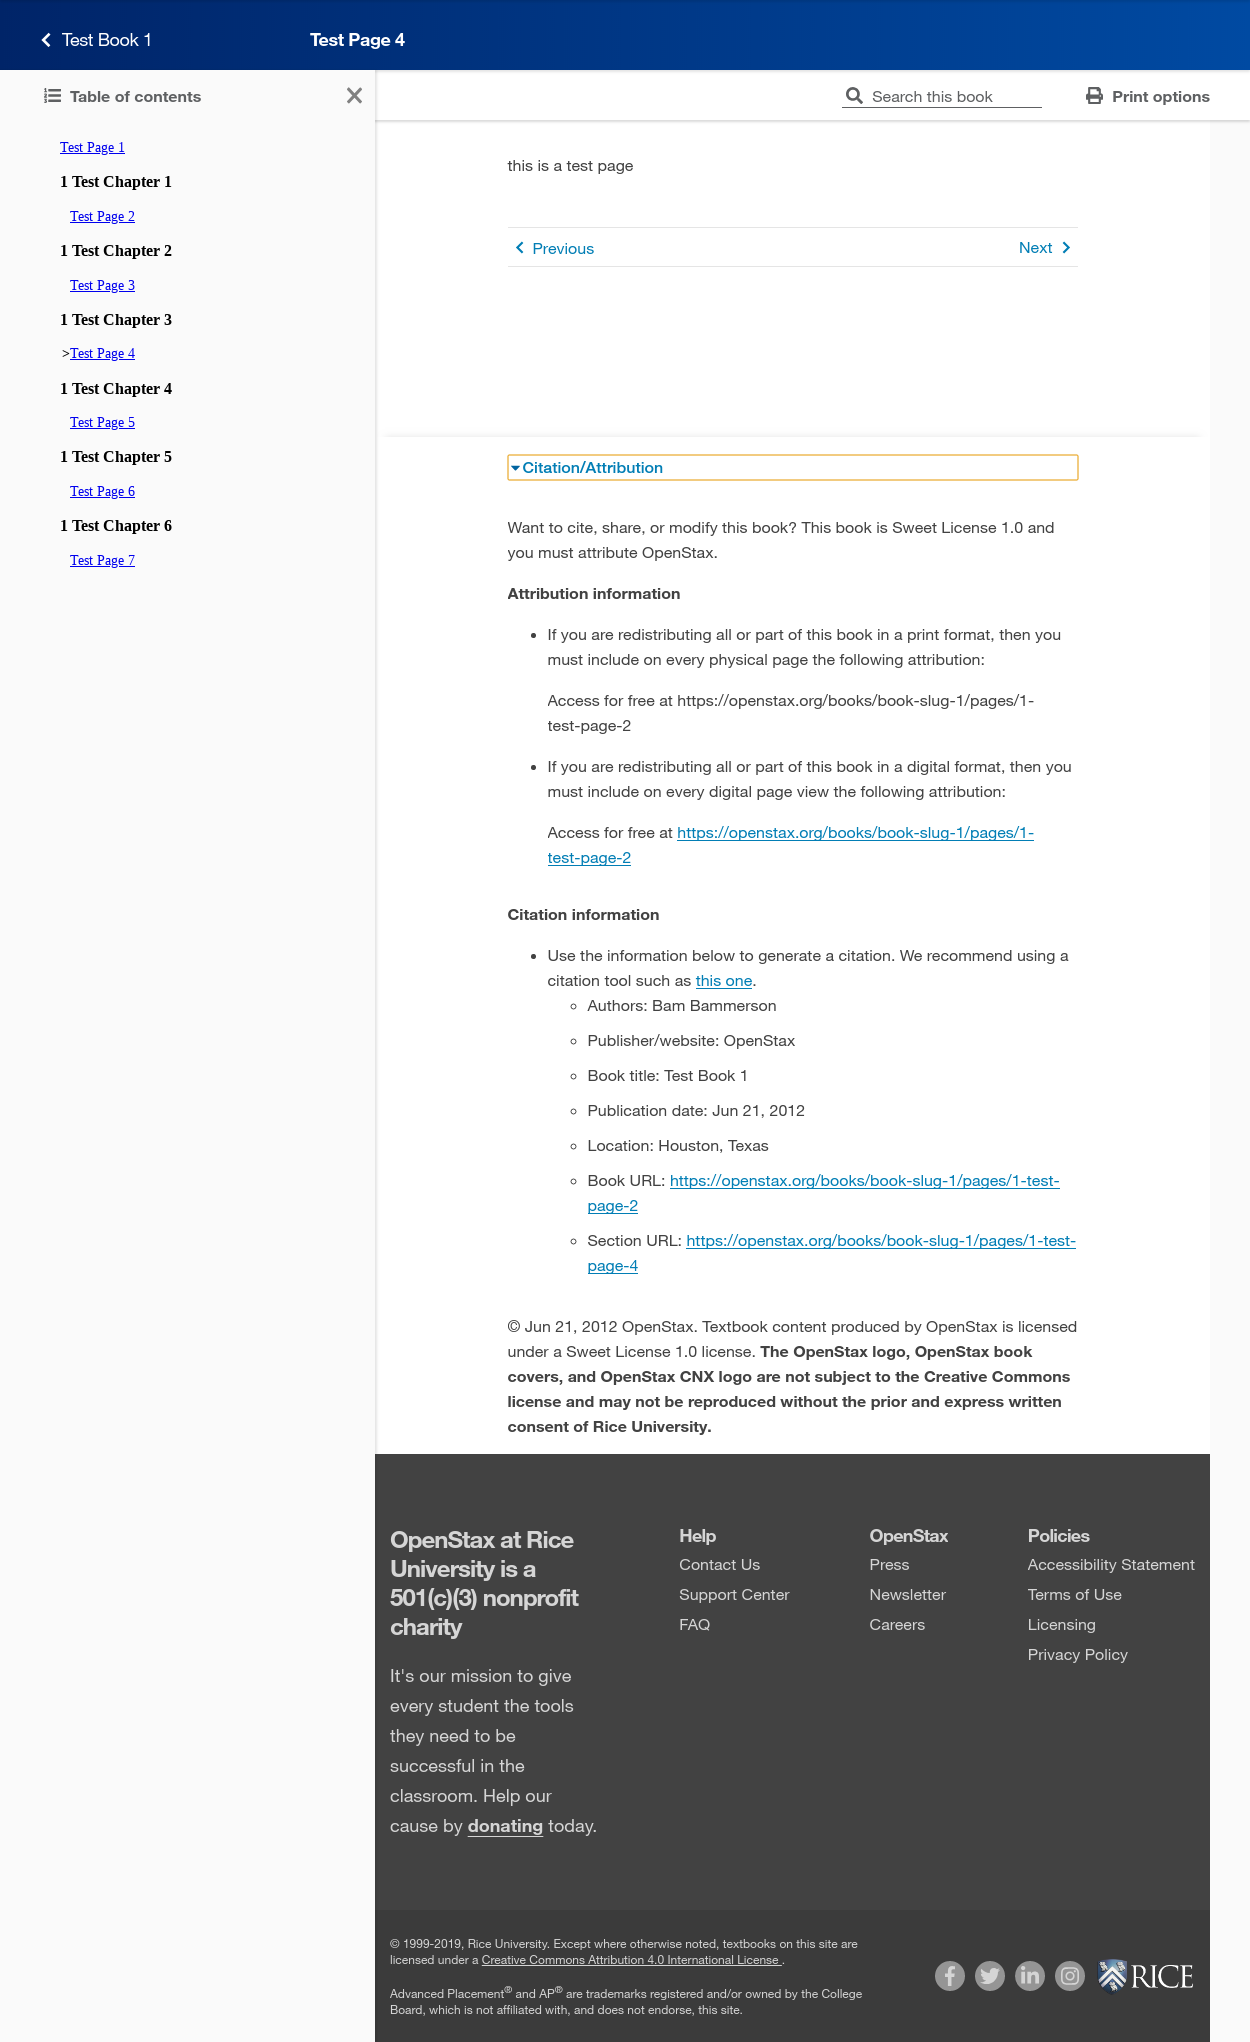 Test Book 1
Test Page 4
Table of contents
Search this book
Print options
Test Page 1
1 Test Chapter 1
Test Page 2
1 Test Chapter 2
Test Page 3
1 Test Chapter 3
>Test Page 4
1 Test Chapter 4
Test Page 5
1 Test Chapter 5
Test Page 6
1 Test Chapter 6
Test Page 7
this is a test page
Previous
Next
Citation/Attribution
Want to cite, share, or modify this book? This book is Sweet License 1.0 and
you must attribute OpenStax.
Attribution information
• If you are redistributing all or part of this book in a print format, then you
must include on every physical page the following attribution:
Access for free at https://openstax.org/books/book-slug-1/pages/1-
test-page-2
• If you are redistributing all or part of this book in a digital format, then you
must include on every digital page view the following attribution:
Access for free at https://openstax.org/books/book-slug-1/pages/1-
test-page-2
Citation information
• Use the information below to generate a citation. We recommend using a
citation tool such as this one.
◦ Authors: Bam Bammerson
◦ Publisher/website: OpenStax
◦ Book title: Test Book 1
◦ Publication date: Jun 21, 2012
◦ Location: Houston, Texas
◦ Book URL: https://openstax.org/books/book-slug-1/pages/1-test-
page-2
◦ Section URL: https://openstax.org/books/book-slug-1/pages/1-test-
page-4
© Jun 21, 2012 OpenStax. Textbook content produced by OpenStax is licensed
under a Sweet License 1.0 license. The OpenStax logo, OpenStax book
covers, and OpenStax CNX logo are not subject to the Creative Commons
license and may not be reproduced without the prior and express written
consent of Rice University.
OpenStax at Rice
University is a
501(c)(3) nonprofit
charity
It's our mission to give
every student the tools
they need to be
successful in the
classroom. Help our
cause by donating today.
Help
Contact Us
Support Center
FAQ
OpenStax
Press
Newsletter
Careers
Policies
Accessibility Statement
Terms of Use
Licensing
Privacy Policy
© 1999-2019, Rice University. Except where otherwise noted, textbooks on this site are
licensed under a Creative Commons Attribution 4.0 International License .
Advanced Placement® and AP® are trademarks registered and/or owned by the College
Board, which is not affiliated with, and does not endorse, this site.
RICE